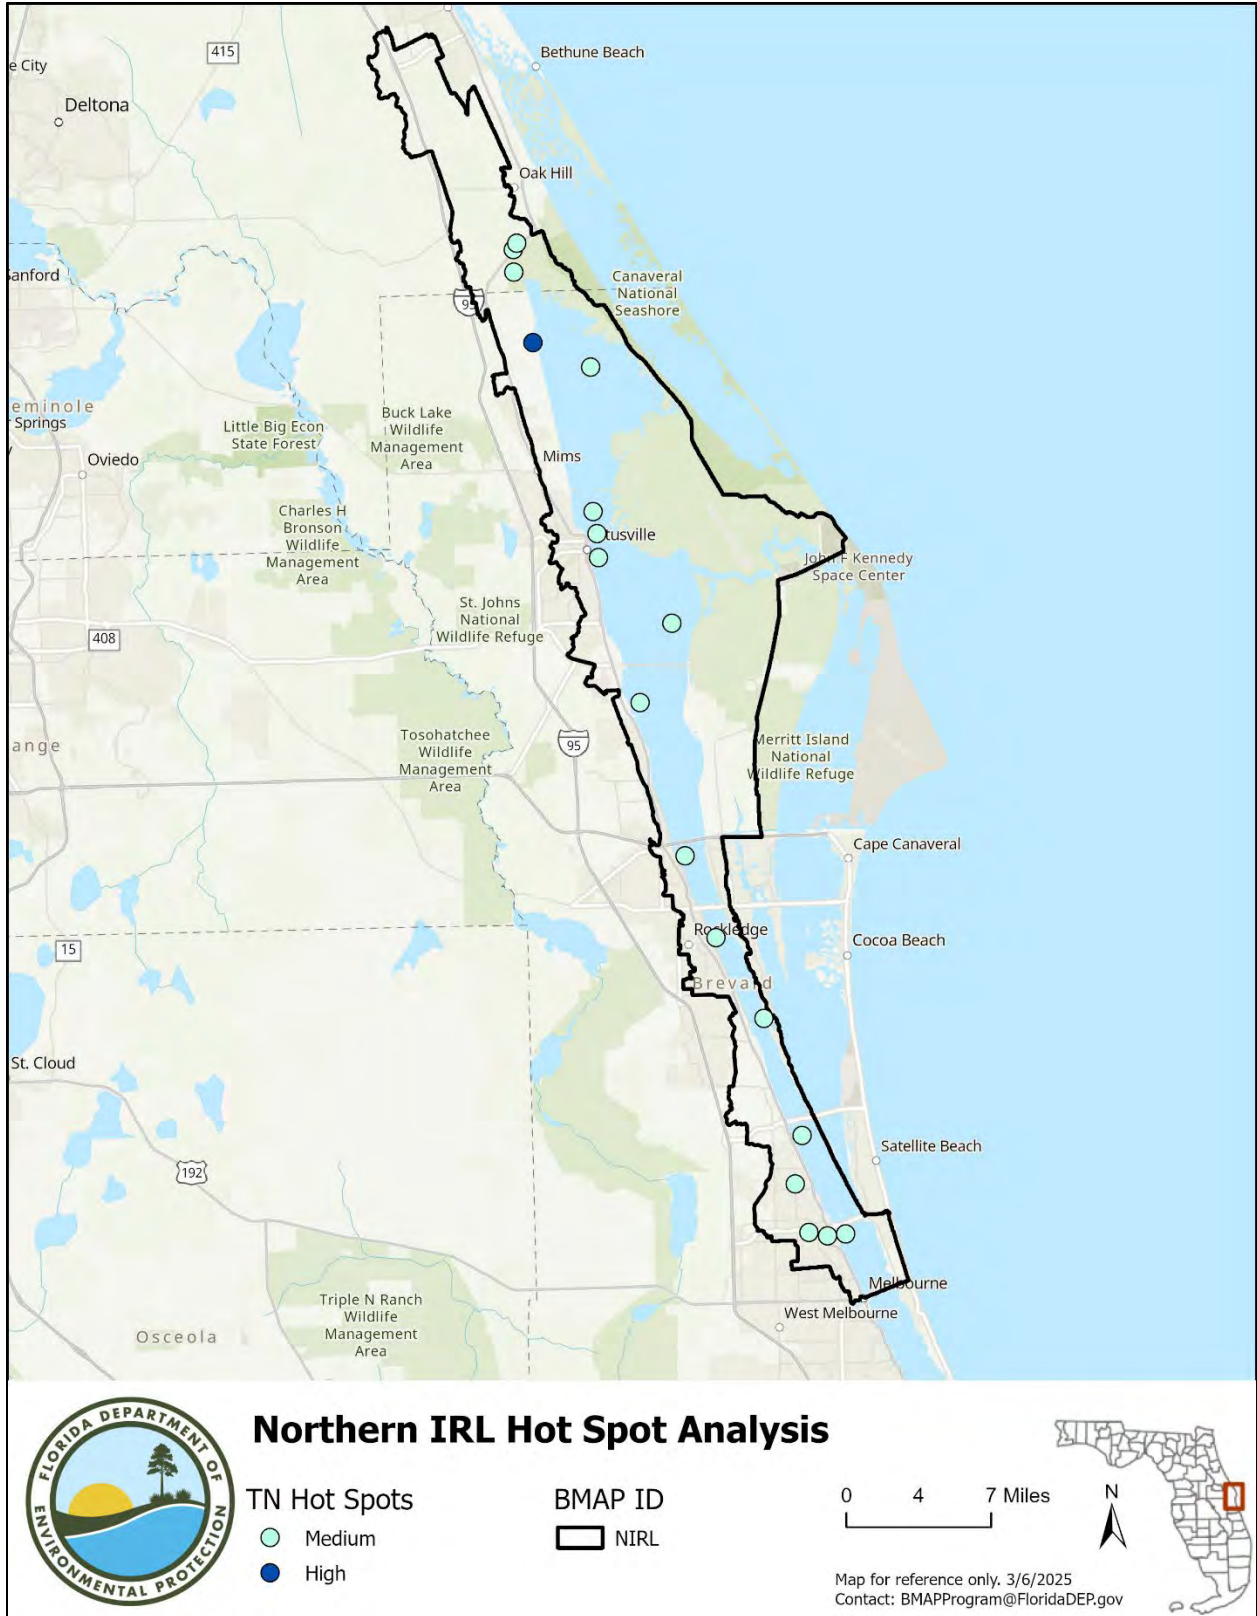 Bethune Beach
415
e City
Deltona
Oak Hill
Sanford
Canaveral
National
Seashore
95
eminole
Springs
Little Big Econ
State Forest
Buck Lake
Wildlife
Management
Area
Oviedo
Mims
Charles H
Bronson
Wildlife
Management
Area
tusville
John F Kennedy
Space Center
St. Johns
National
Wildlife Refuge
408
Tosohatchee
Wildlife
Management
Area
95
ange
Merritt Island
National
Wildlife Refuge
Cape Canaveral
15
Rockledge
Cocoa Beach
Brevard
St. Cloud
192
Satellite Beach
Triple N Ranch
Wildlife
Management
Area
Osceola
Melbourne
West Melbourne
FLORIDA DEPARTMENT OF
ENVIRONMENTAL PROTECTION
Northern IRL Hot Spot Analysis
TN Hot Spots
Medium
High
BMAP ID
NIRL
0 4 7 Miles
N
Map for reference only. 3/6/2025
Contact: BMAPProgram@FloridaDEP.gov